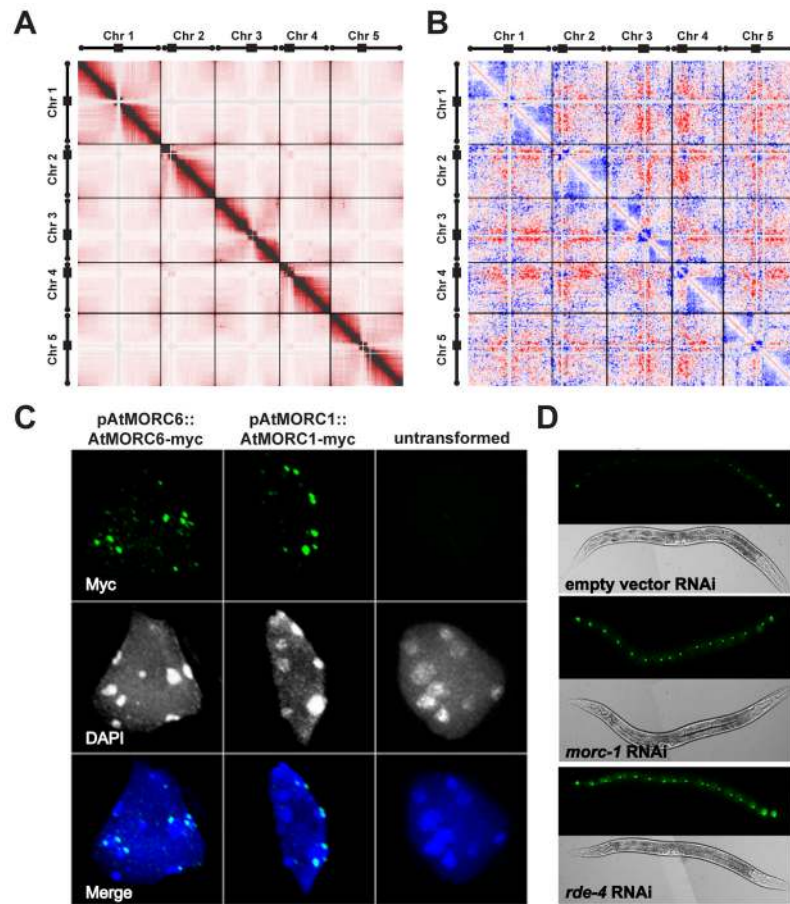 A
Chr 1 Chr 2 Chr 3 Chr 4 Chr 5
Chr 1
Chr 2
Chr 3
Chr 4
Chr 5
B
Chr 1 Chr 2 Chr 3 Chr 4 Chr 5
Chr 1
Chr 2
Chr 3
Chr 4
Chr 5
C
pAtMORC6::
AtMORC6-myc
pAtMORC1::
AtMORC1-myc
untransformed
Myc
DAPI
Merge
D
empty vector RNAi
morc-1 RNAi
rde-4 RNAi